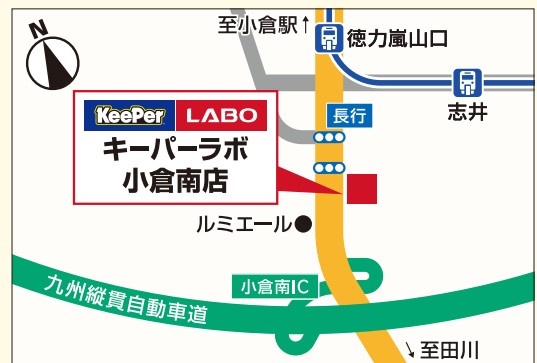 N
至小倉駅↑
徳力嵐山口
志井
長行
KeePer LABO
キーパーラボ
小倉南店
ルミエール●
小倉南IC
九州縦貫自動車道
↘至田川